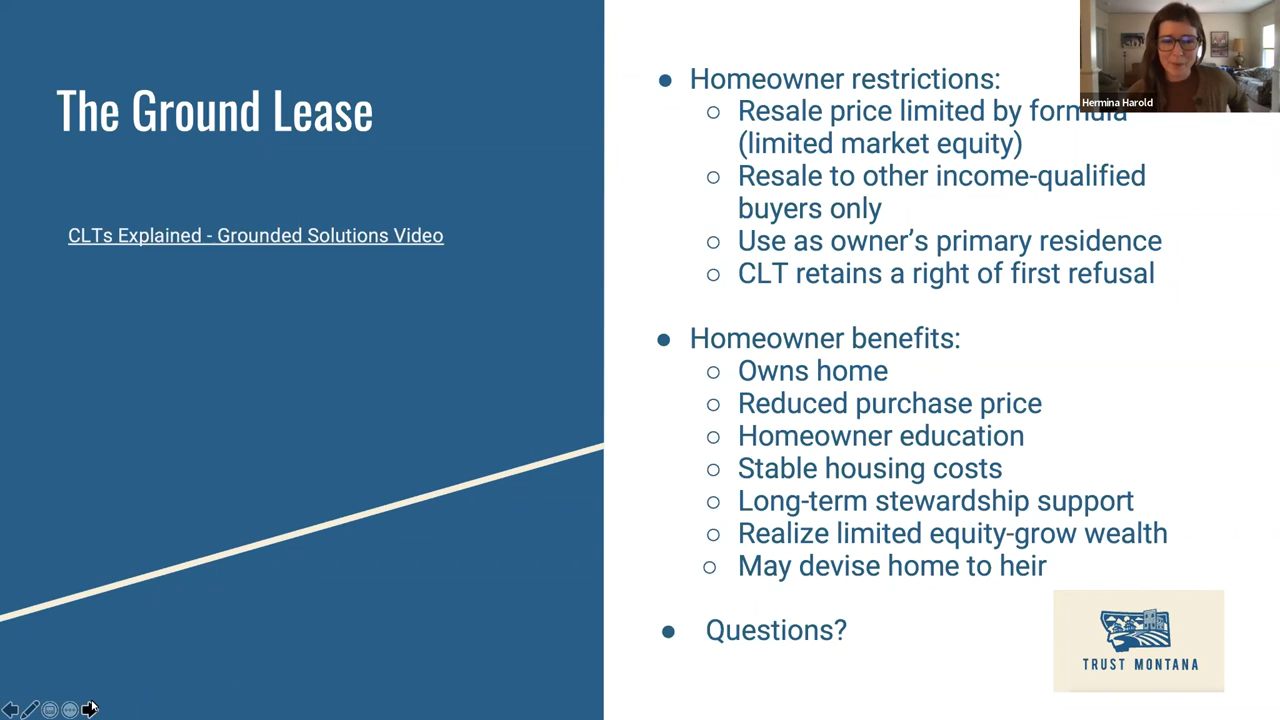 The Ground Lease
CLTs Explained - Grounded Solutions Video
Homeowner restrictions:
Resale price limited by formula
(limited market equity)
Resale to other income-qualified
buyers only
Use as owner's primary residence
CLT retains a right of first refusal
Homeowner benefits:
Owns home
Reduced purchase price
Homeowner education
Stable housing costs
Long-term stewardship support
Realize limited equity-grow wealth
May devise home to heir
Questions?
Hermina Harold
TRUST MONTANA